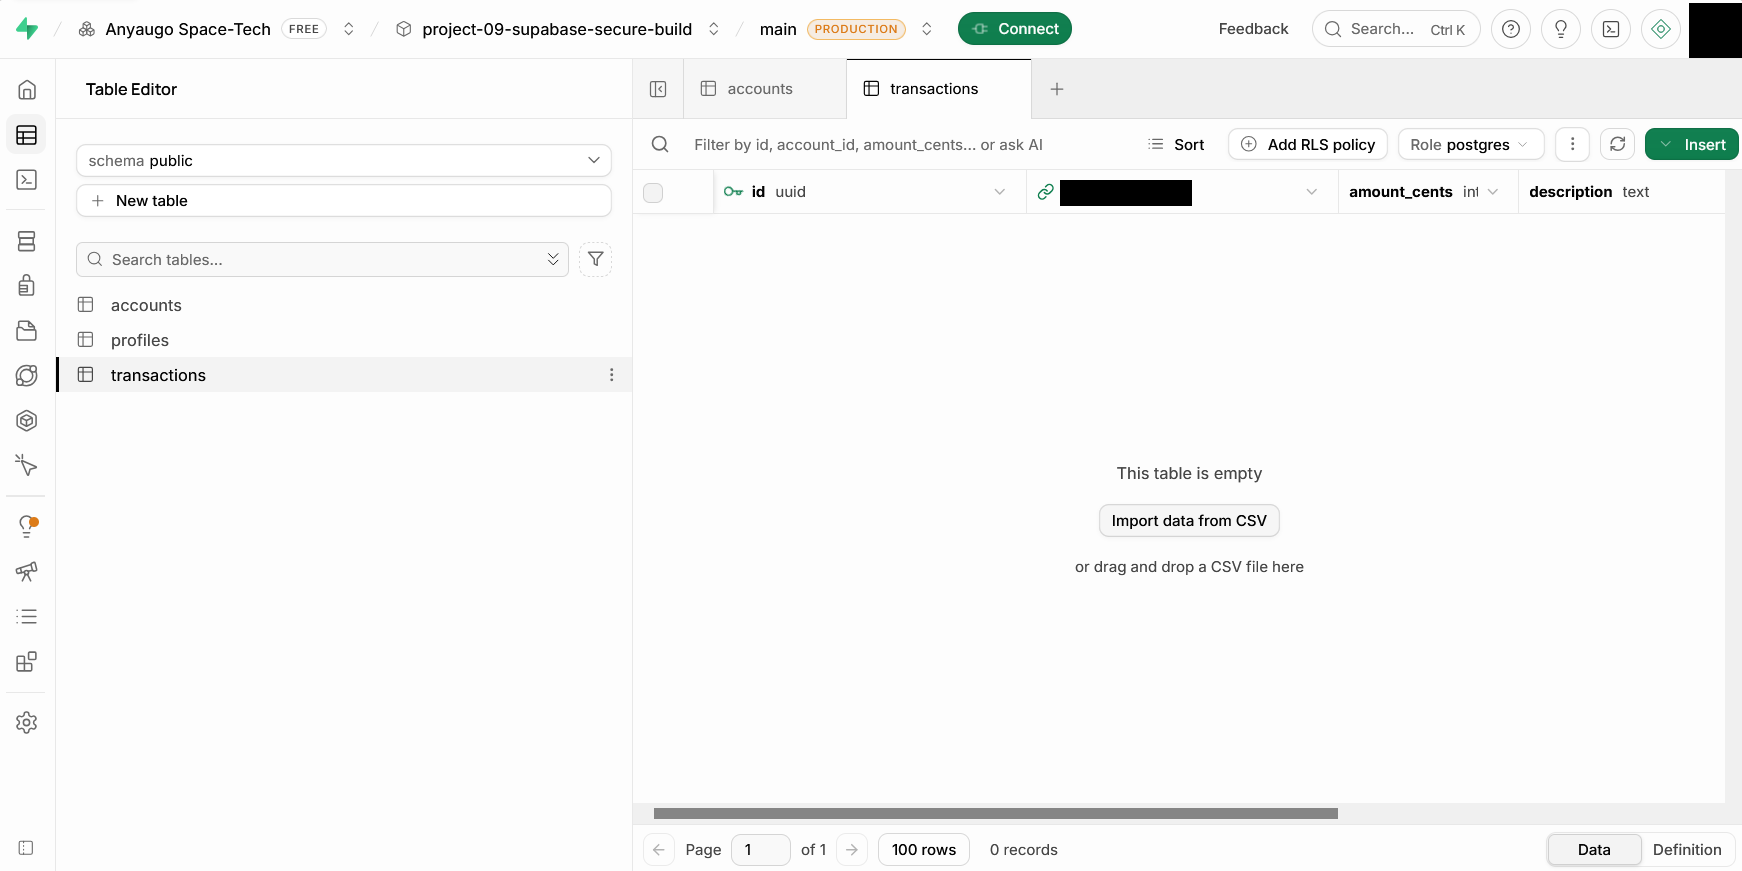 Anyaugo Space-Tech FREE project-09-supabase-secure-build main PRODUCTION Connect Feedback Search... Ctrl K
Table Editor
accounts
transactions
schema public
New table
Search tables...
accounts
profiles
transactions
Filter by id, account_id, amount_cents... or ask AI Sort Add RLS policy Role postgres Insert
id uuid amount_cents int description text
This table is empty
Import data from CSV
or drag and drop a CSV file here
Page 1 of 1 100 rows 0 records Data Definition